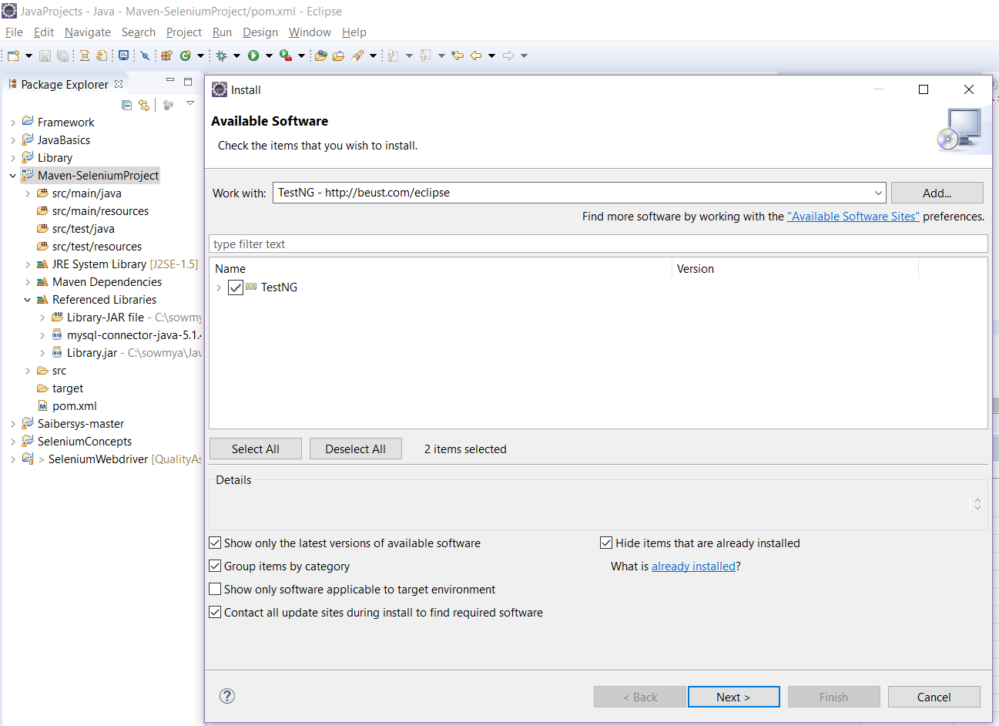 JavaProjects - Java - Maven-SeleniumProject/pom.xml - Eclipse
File Edit Navigate Search Project Run Design Window Help
Package Explorer
Framework
JavaBasics
Library
Maven-SeleniumProject
src/main/java
src/main/resources
src/test/java
src/test/resources
JRE System Library [J2SE-1.5]
Maven Dependencies
Referenced Libraries
Library-JAR file - C:\sowmy
mysql-connector-java-5.1.4
Library.jar - C:\sowmya\Jav
src
target
pom.xml
Saibersys-master
SeleniumConcepts
> SeleniumWebdriver [QualityAs
Install
Available Software
Check the items that you wish to install.
Work with: TestNG - http://beust.com/eclipse Add...
Find more software by working with the "Available Software Sites" preferences.
type filter text
Name Version
TestNG
Select All Deselect All 2 items selected
Details
Show only the latest versions of available software Hide items that are already installed
Group items by category What is already installed?
Show only software applicable to target environment
Contact all update sites during install to find required software
? < Back Next > Finish Cancel